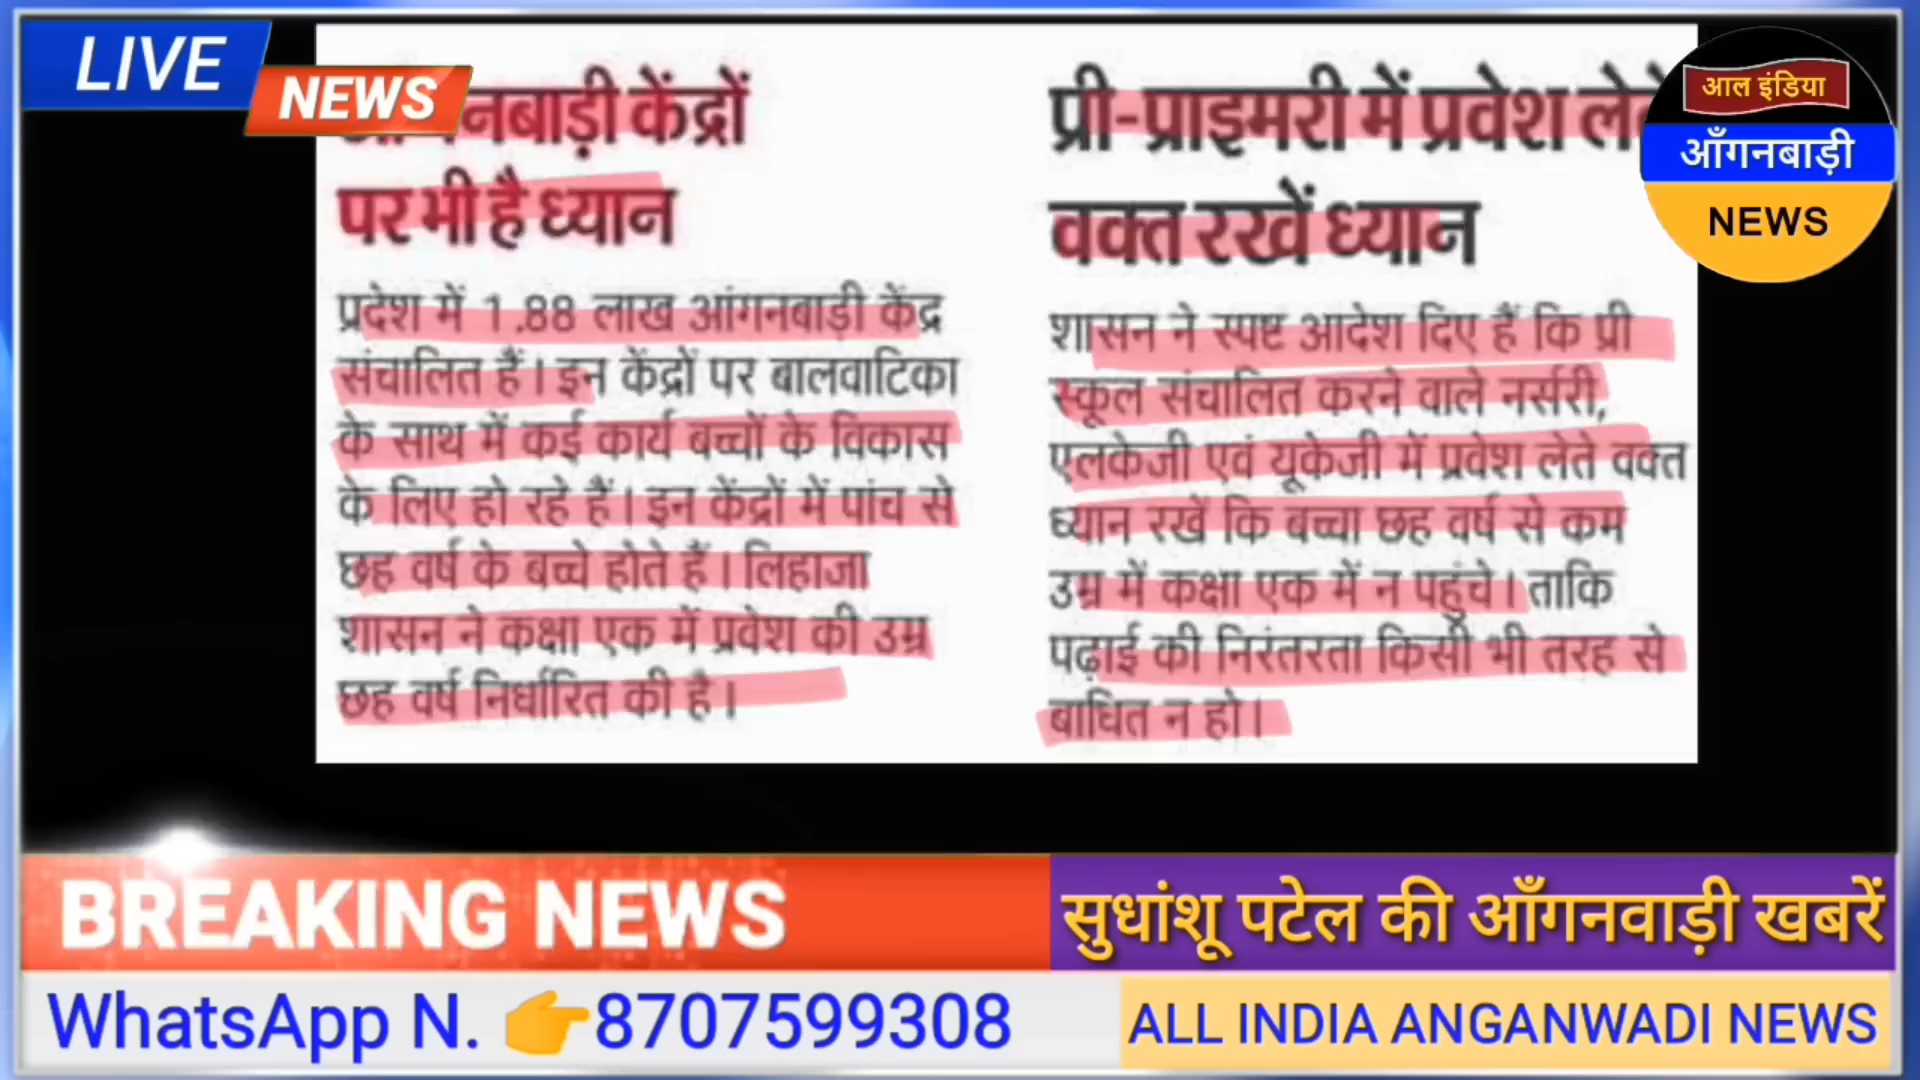 LIVE
NEWS
केंद्रों
पर भी है ध्यान
प्रदेश में 1.88 लाख आंगनबाड़ी केंद्र
संचालित हैं। इन केंद्रों पर बालवाटिका
के साथ में कई कार्य बच्चों के विकास
के लिए हो रहे हैं। इन केंद्रों में पांच से
छह वर्ष के बच्चे होते हैं। लिहाजा
शासन ने कक्षा एक में प्रवेश की उम्र
छह वर्ष निर्धारित की है।
प्री-प्राइमरी में प्रवेश लेते
वक्त रखें ध्यान
शासन ने स्पष्ट आदेश दिए हैं कि प्री
स्कूल संचालित करने वाले नर्सरी,
एलकेजी एवं यूकेजी में प्रवेश लेते वक्त
ध्यान रखें कि बच्चा छह वर्ष से कम
उम्र में कक्षा एक में न पहुंचे। ताकि
पढ़ाई की निरंतरता किसी भी तरह से
बाधित न हो।
आल इंडिया
आँगनबाड़ी
NEWS
BREAKING NEWS
सुधांशू पटेल की आँगनवाड़ी खबरें
WhatsApp N. 👉8707599308
ALL INDIA ANGANWADI NEWS